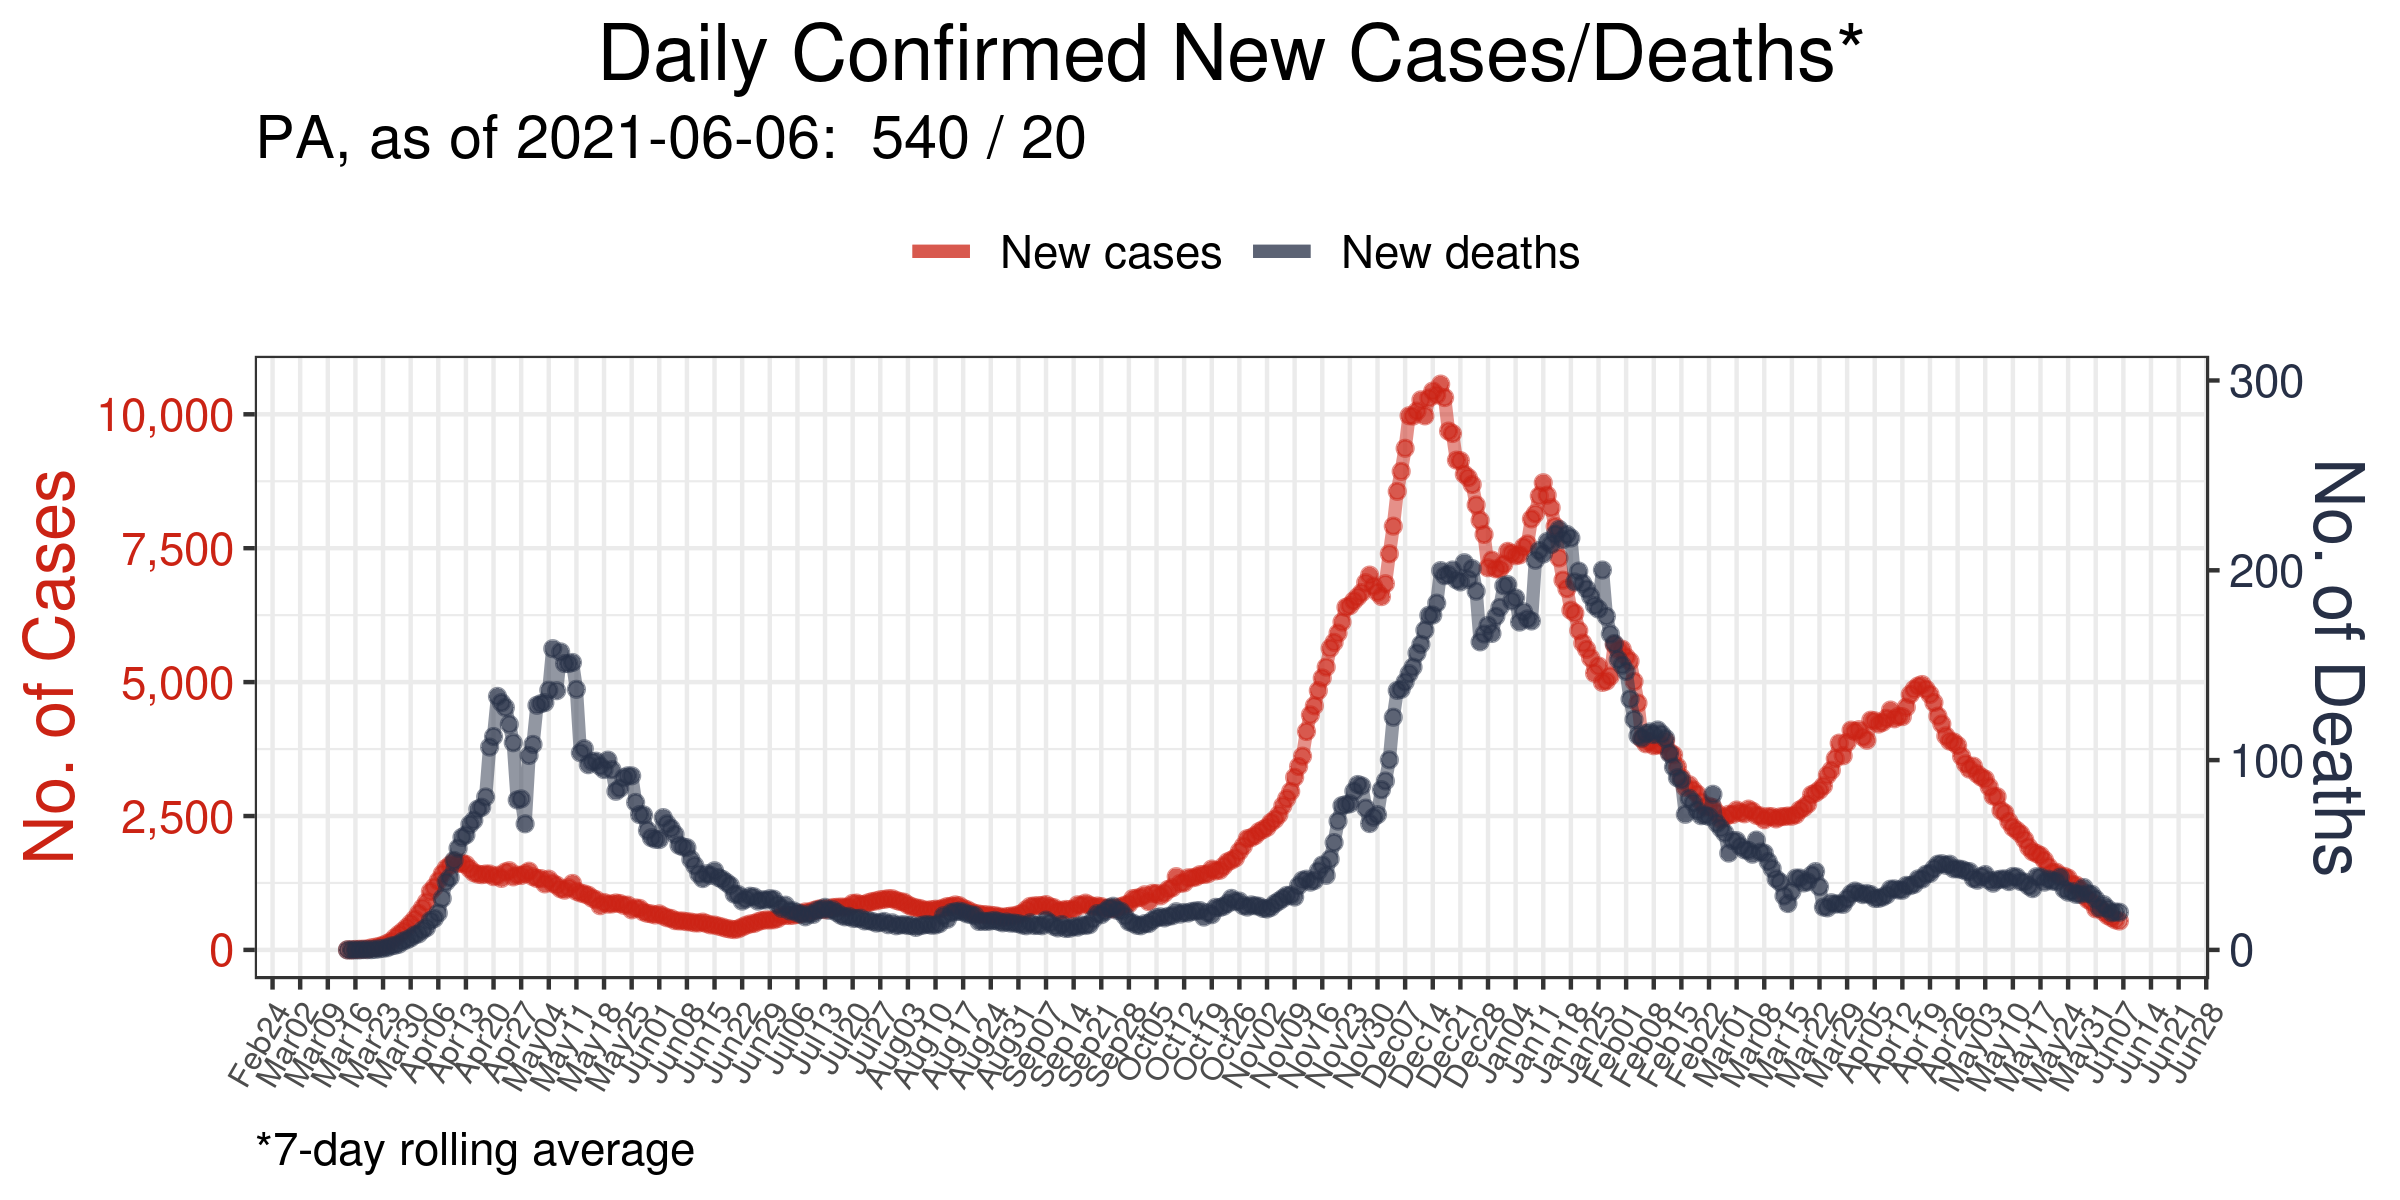 Daily Confirmed New Cases/Deaths*
PA, as of 2021-06-06:  540 / 20
New cases
New deaths
No. of Cases
10,000
7,500
5,000
2,500
0
300
200
100
0
No. of Deaths
Feb24
Mar02
Mar09
Mar16
Mar23
Mar30
Apr06
Apr13
Apr20
Apr27
May04
May11
May18
May25
Jun01
Jun08
Jun15
Jun22
Jun29
Jul06
Jul13
Jul20
Jul27
Aug03
Aug10
Aug17
Aug24
Aug31
Sep07
Sep14
Sep21
Sep28
Oct05
Oct12
Oct19
Oct26
Nov02
Nov09
Nov16
Nov23
Nov30
Dec07
Dec14
Dec21
Dec28
Jan04
Jan11
Jan18
Jan25
Feb01
Feb08
Feb15
Feb22
Mar01
Mar08
Mar15
Mar22
Mar29
Apr05
Apr12
Apr19
Apr26
May03
May10
May17
May24
May31
Jun07
Jun14
Jun21
Jun28
*7-day rolling average